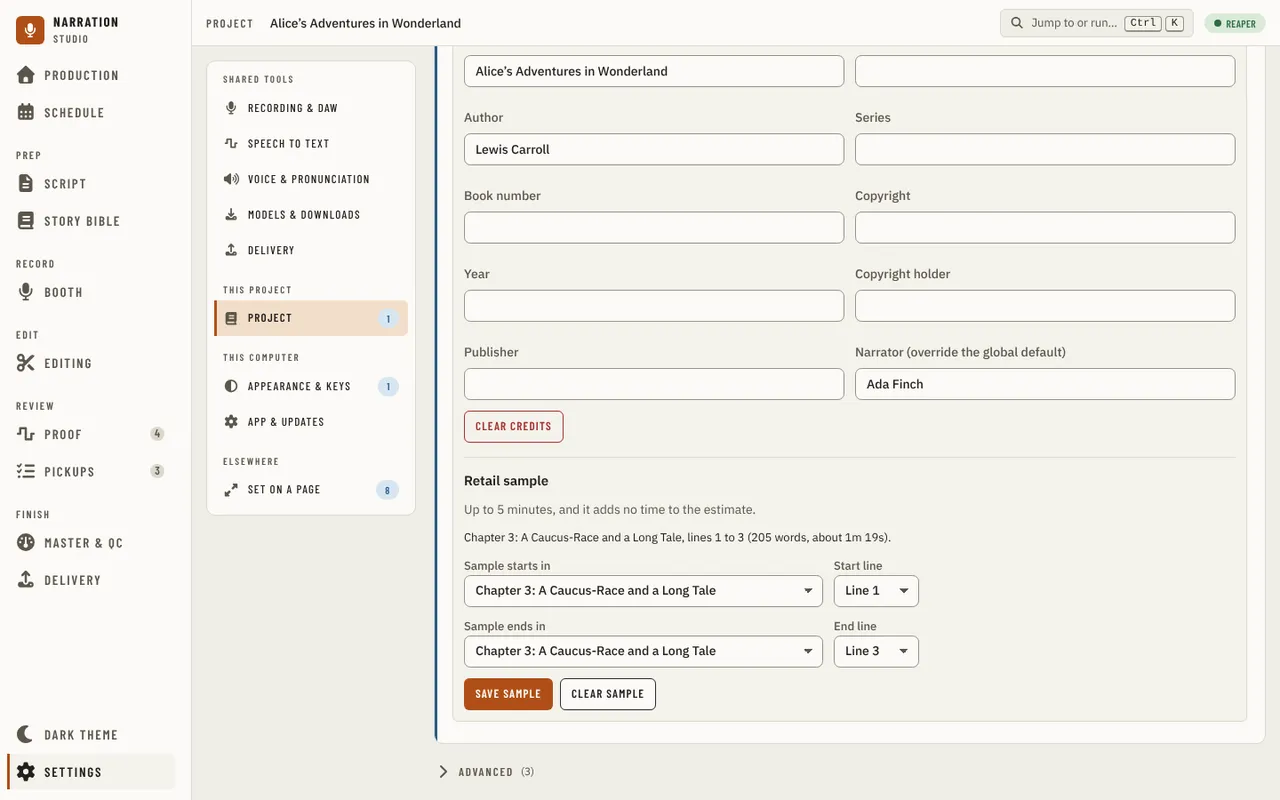 NARRATION
STUDIO
PRODUCTION
SCHEDULE
PREP
SCRIPT
STORY BIBLE
RECORD
BOOTH
EDIT
EDITING
REVIEW
PROOF 4
PICKUPS 3
FINISH
MASTER & QC
DELIVERY
DARK THEME
SETTINGS
PROJECT Alice’s Adventures in Wonderland
Jump to or run... Ctrl K
REAPER
SHARED TOOLS
RECORDING & DAW
SPEECH TO TEXT
VOICE & PRONUNCIATION
MODELS & DOWNLOADS
DELIVERY
THIS PROJECT
PROJECT 1
THIS COMPUTER
APPEARANCE & KEYS 1
APP & UPDATES
ELSEWHERE
SET ON A PAGE 8
Alice’s Adventures in Wonderland
Author Series
Lewis Carroll
Book number Copyright
Year Copyright holder
Publisher Narrator (override the global default)
Ada Finch
CLEAR CREDITS
Retail sample
Up to 5 minutes, and it adds no time to the estimate.
Chapter 3: A Caucus-Race and a Long Tale, lines 1 to 3 (205 words, about 1m 19s).
Sample starts in Start line
Chapter 3: A Caucus-Race and a Long Tale Line 1
Sample ends in End line
Chapter 3: A Caucus-Race and a Long Tale Line 3
SAVE SAMPLE CLEAR SAMPLE
ADVANCED (3)